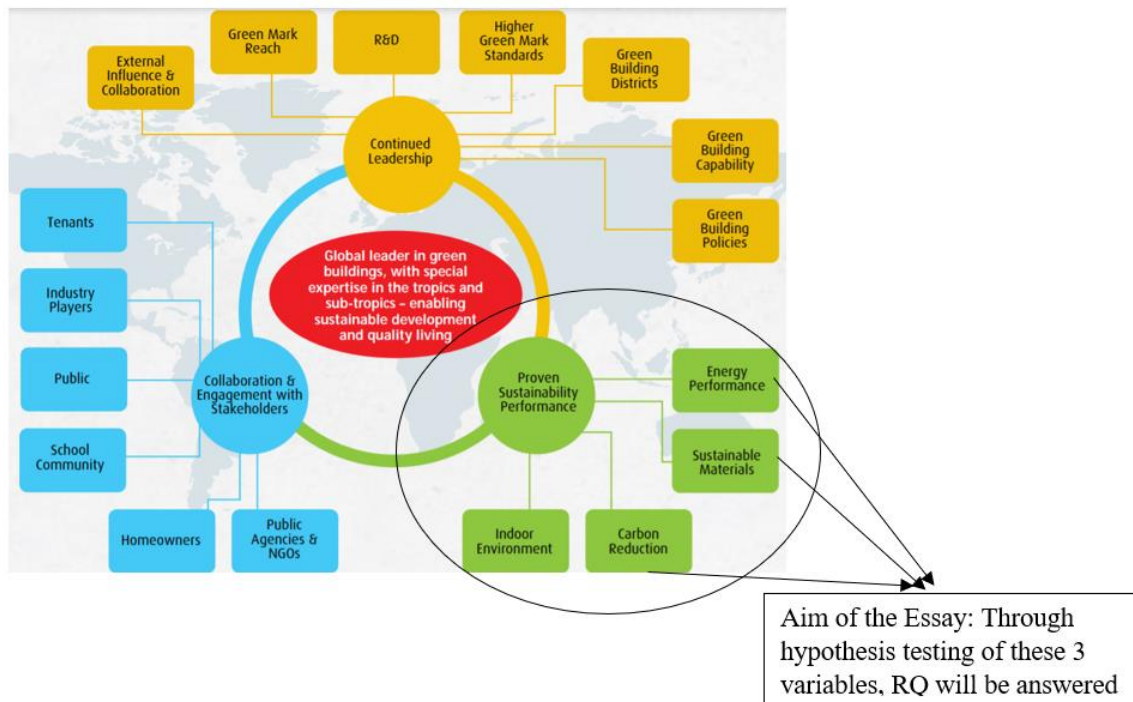 Green Mark
Reach
R&D
Higher
Green Mark
Standards
External
Influence &
Collaboration
Green
Building
Districts
Continued
Leadership
Green
Building
Capability
Green
Building
Policies
Tenants
Industry
Players
Public
School
Community
Homeowners
Public
Agencies &
NGOs
Collaboration &
Engagement with
Stakeholders
Global leader in green
buildings, with special
expertise in the tropics and
sub-tropics – enabling
sustainable development
and quality living
Proven
Sustainability
Performance
Energy
Performance
Sustainable
Materials
Indoor
Environment
Carbon
Reduction
Aim of the Essay: Through
hypothesis testing of these 3
variables, RQ will be answered